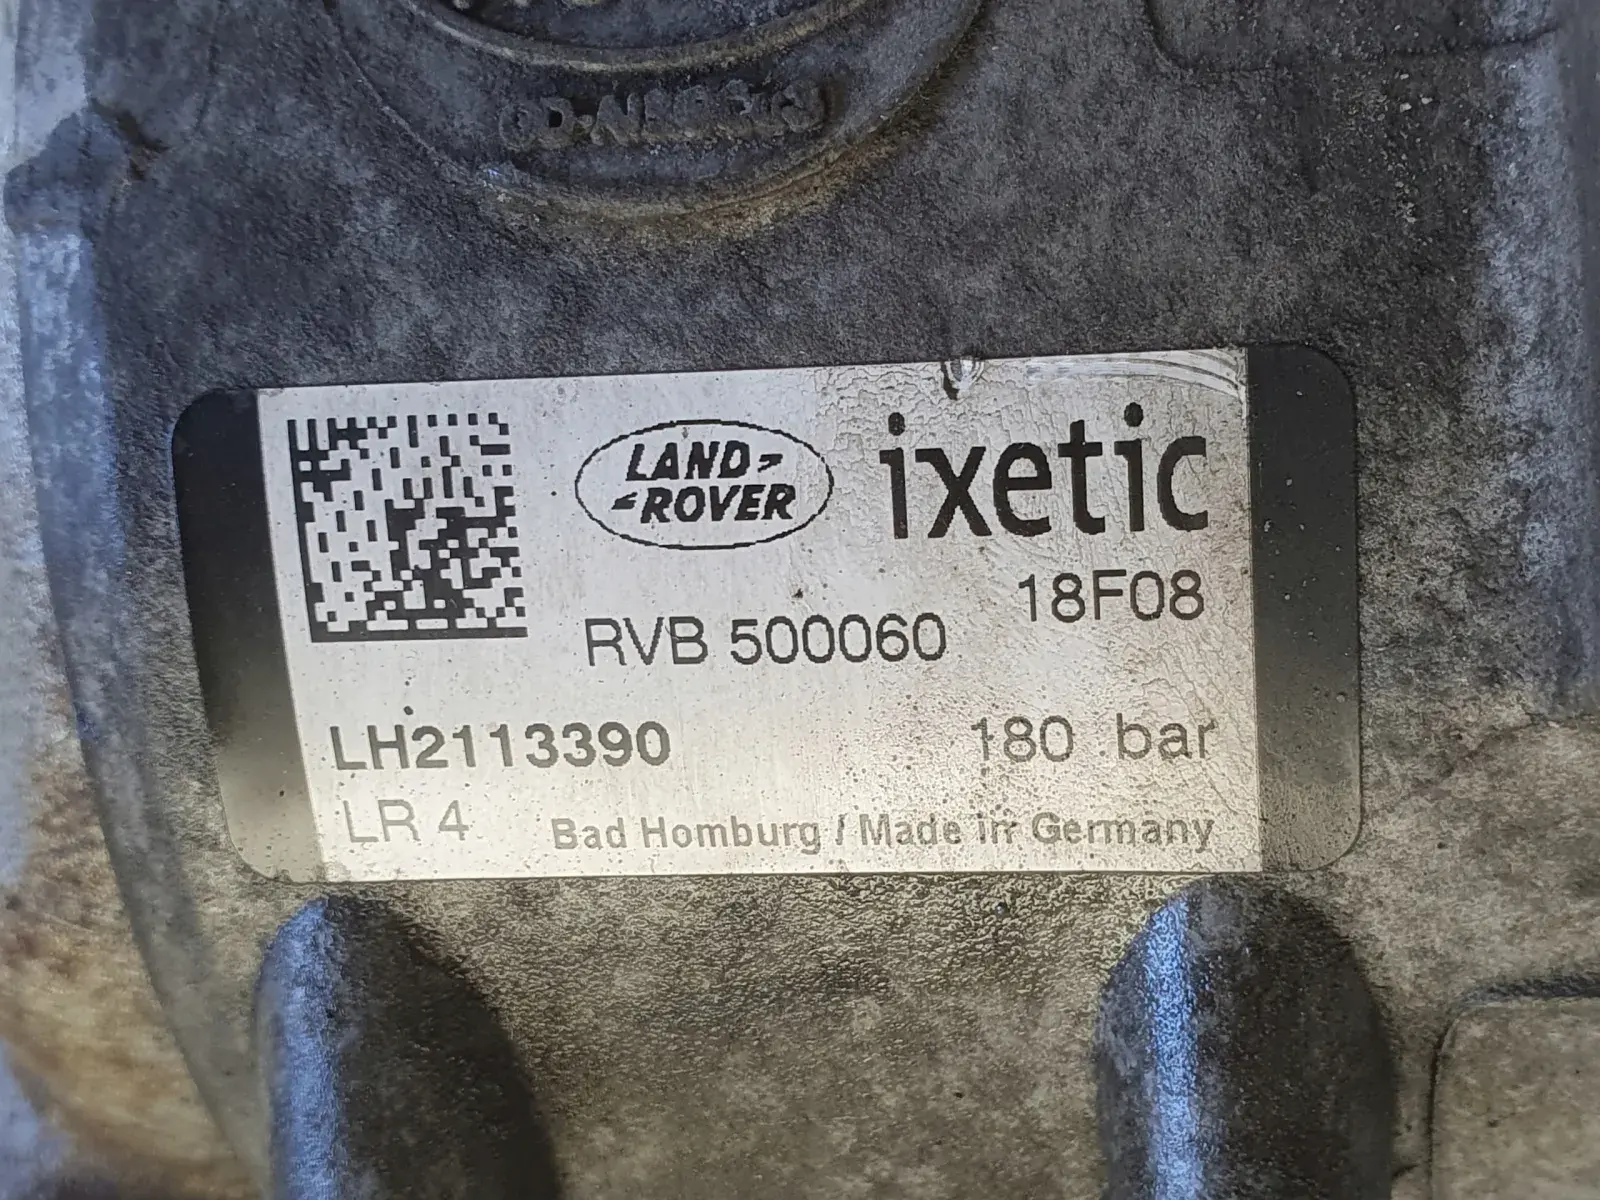 LAND-
-ROVER
ixetic
18F08
RVB 500060
LH2113390
180 bar
LR 4
Bad Homburg / Made in Germany